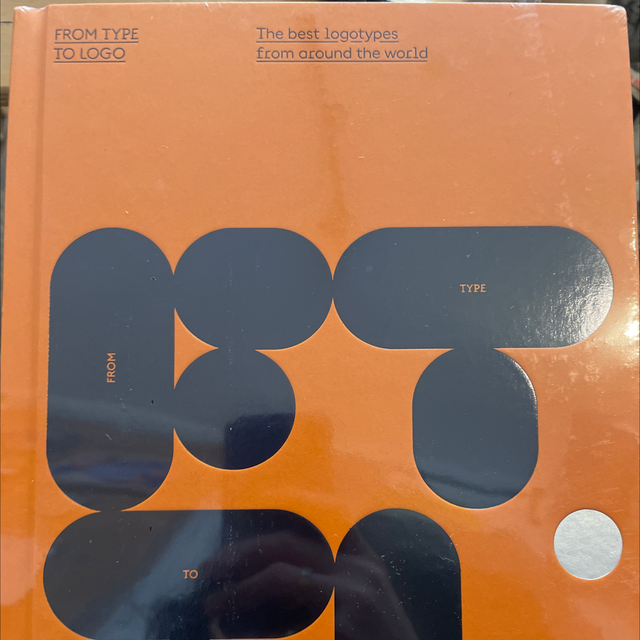 FROM TYPE
TO LOGO
The best logotypes
from around the world
TYPE
FROM
TO